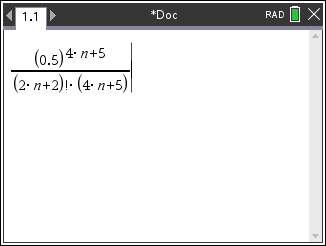 1.1 *Doc RAD
(0.5)^(4·n+5)
(2·n+2)!·(4·n+5)